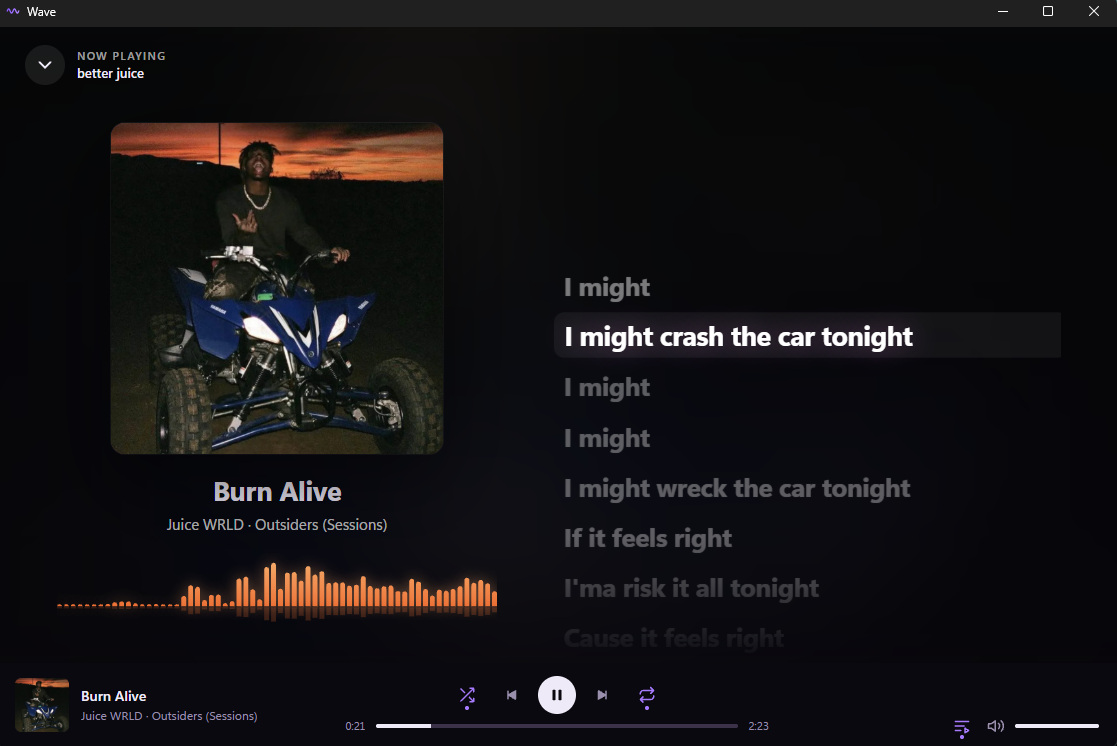 Wave
NOW PLAYING
better juice
Burn Alive
Juice WRLD · Outsiders (Sessions)
I might
I might crash the car tonight
I might
I might
I might wreck the car tonight
If it feels right
I'ma risk it all tonight
Cause it feels right
Burn Alive
Juice WRLD · Outsiders (Sessions)
0:21
2:23